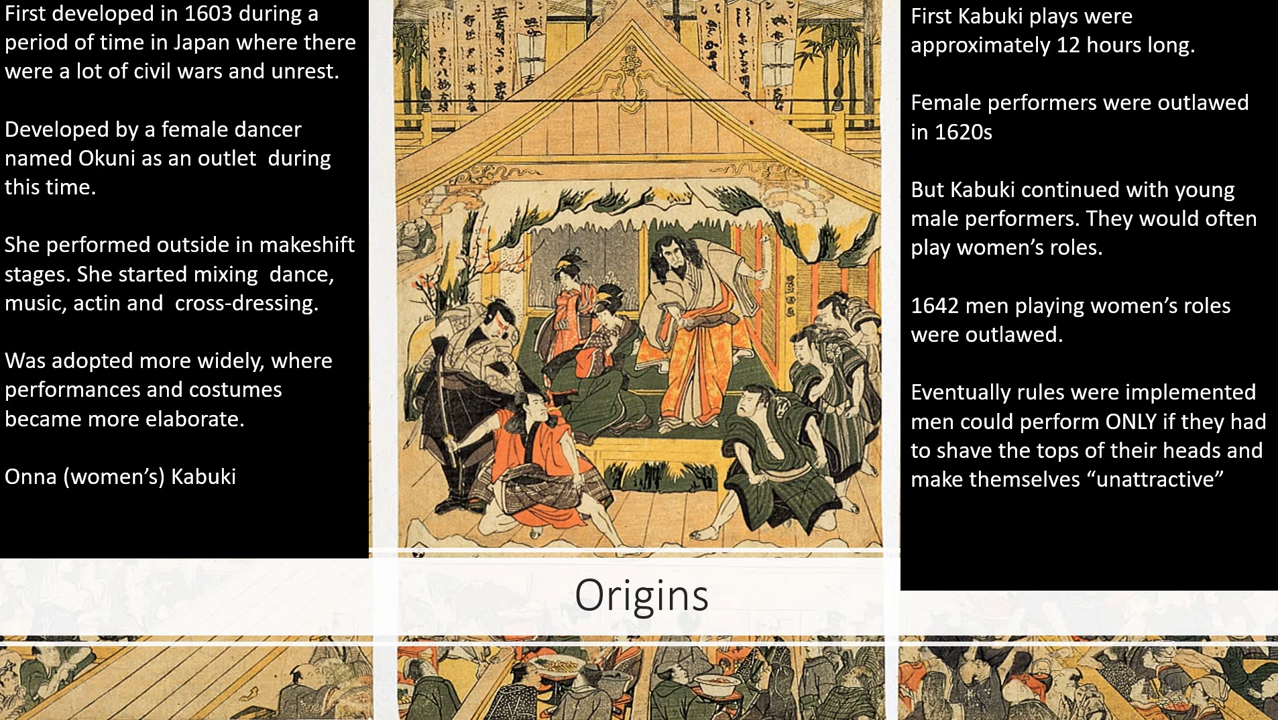 First developed in 1603 during a
period of time in Japan where there
were a lot of civil wars and unrest.
Developed by a female dancer
named Okuni as an outlet  during
this time.
She performed outside in makeshift
stages. She started mixing  dance,
music, actin and  cross-dressing.
Was adopted more widely, where
performances and costumes
became more elaborate.
Onna (women’s) Kabuki
First Kabuki plays were
approximately 12 hours long.
Female performers were outlawed
in 1620s
But Kabuki continued with young
male performers. They would often
play women’s roles.
1642 men playing women’s roles
were outlawed.
Eventually rules were implemented
men could perform ONLY if they had
to shave the tops of their heads and
make themselves “unattractive”
Origins